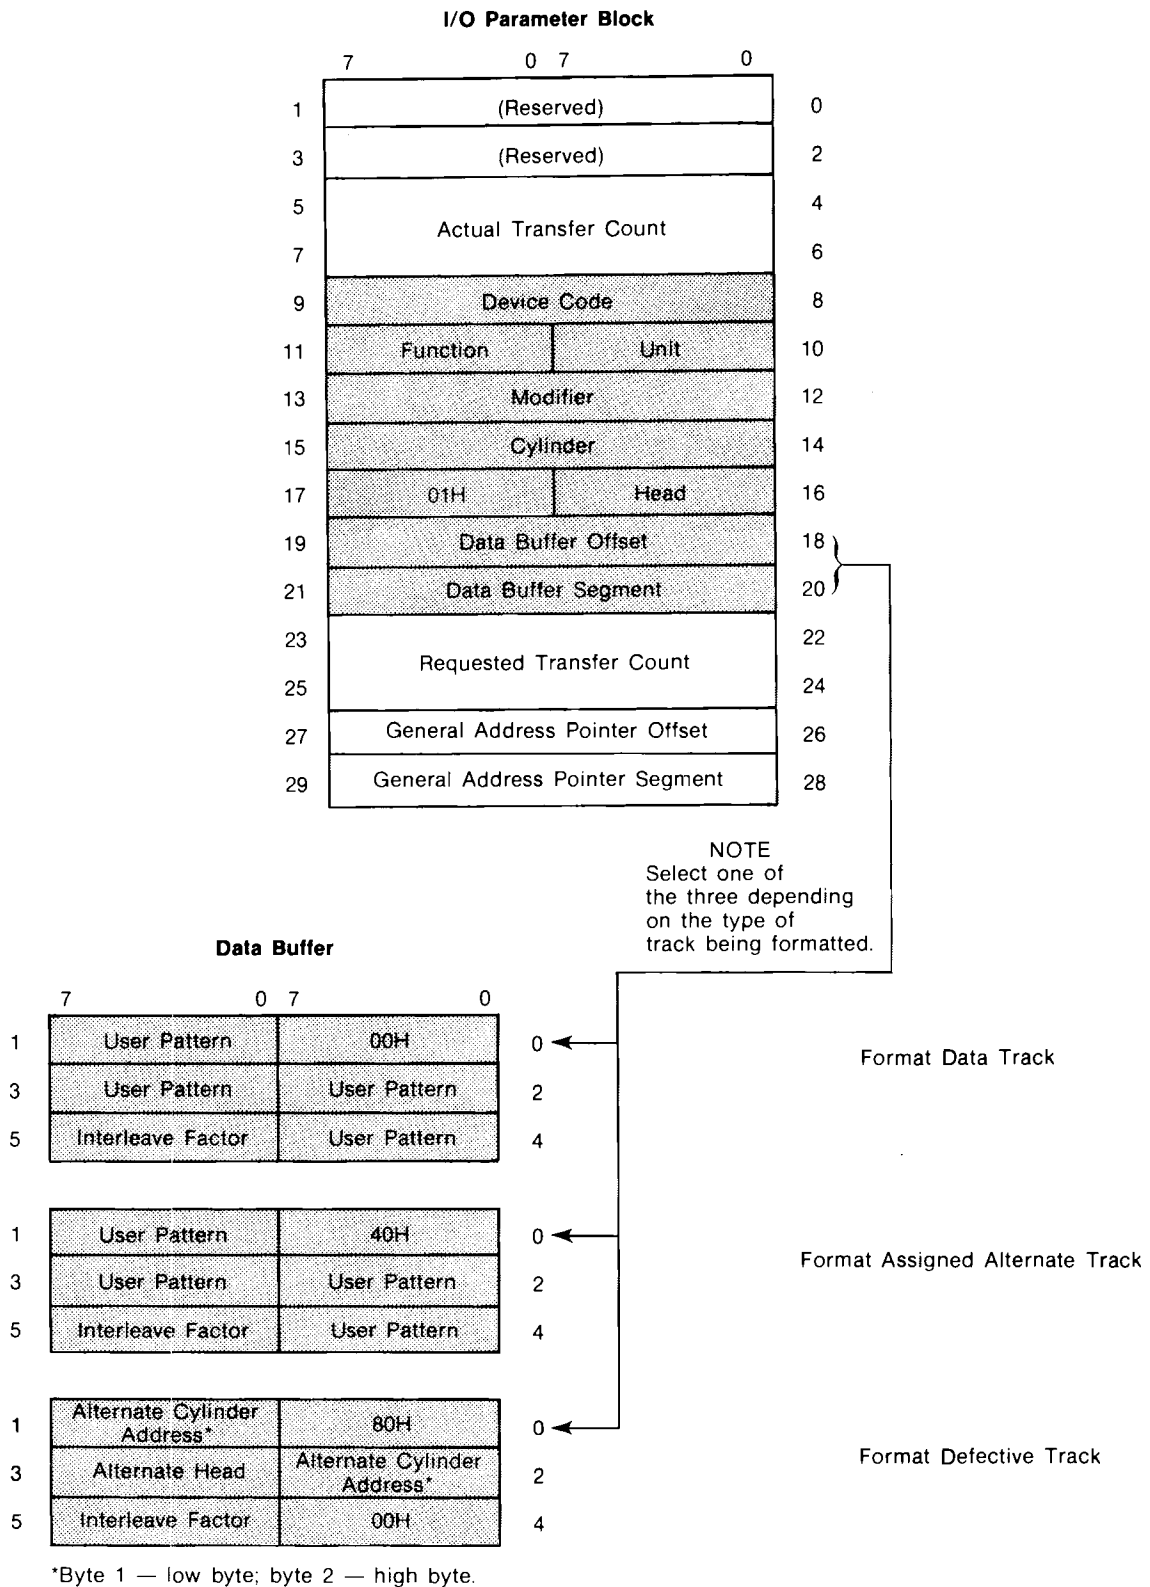 I/O Parameter Block
7 0 7 0
1 (Reserved) 0
3 (Reserved) 2
5 4
Actual Transfer Count
7 6
9 Device Code 8
11 Function Unit 10
13 Modifier 12
15 Cylinder 14
17 01H Head 16
19 Data Buffer Offset 18
21 Data Buffer Segment 20
23 22
Requested Transfer Count
25 24
27 General Address Pointer Offset 26
29 General Address Pointer Segment 28
NOTE
Select one of
the three depending
on the type of
track being formatted.
Data Buffer
7 0 7 0
1 User Pattern 00H 0 Format Data Track
3 User Pattern User Pattern 2
5 Interleave Factor User Pattern 4
1 User Pattern 40H 0 Format Assigned Alternate Track
3 User Pattern User Pattern 2
5 Interleave Factor User Pattern 4
1 Alternate Cylinder Address* 80H 0 Format Defective Track
3 Alternate Head Alternate Cylinder Address* 2
5 Interleave Factor 00H 4
*Byte 1 — low byte; byte 2 — high byte.